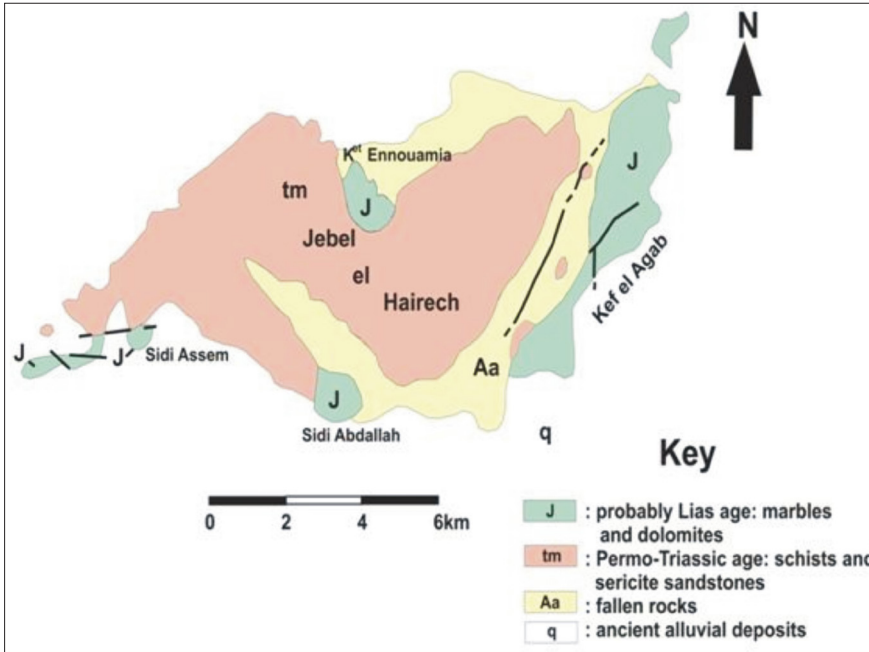 N
Kᵉᵗ Ennouamia
tm
J
J
Jebel
el
Hairech
Kef el Agab
J
J
Sidi Assem
Aa
J
Sidi Abdallah
q
Key
0 2 4 6km
J : probably Lias age: marbles
and dolomites
tm : Permo-Triassic age: schists and
sericite sandstones
Aa : fallen rocks
q : ancient alluvial deposits